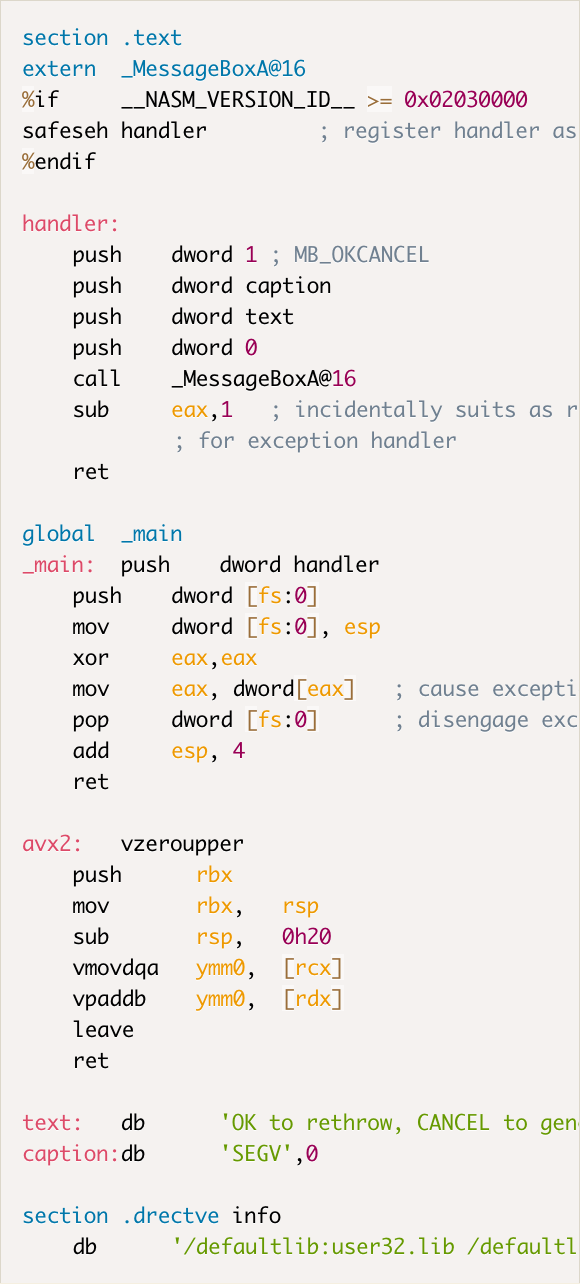 section .text
extern  _MessageBoxA@16
%if     __NASM_VERSION_ID__ >= 0x02030000
safeseh handler         ; register handler as
%endif
handler:
    push    dword 1 ; MB_OKCANCEL
    push    dword caption
    push    dword text
    push    dword 0
    call    _MessageBoxA@16
    sub     eax,1   ; incidentally suits as r
            ; for exception handler
    ret
global  _main
_main:  push    dword handler
    push    dword [fs:0]
    mov     dword [fs:0], esp
    xor     eax,eax
    mov     eax, dword[eax]   ; cause excepti
    pop     dword [fs:0]      ; disengage exc
    add     esp, 4
    ret
avx2:   vzeroupper
    push      rbx
    mov       rbx,   rsp
    sub       rsp,   0h20
    vmovdqa   ymm0,  [rcx]
    vpaddb    ymm0,  [rdx]
    leave
    ret
text:   db      'OK to rethrow, CANCEL to gen
caption:db      'SEGV',0
section .drectve info
    db      '/defaultlib:user32.lib /defaultl